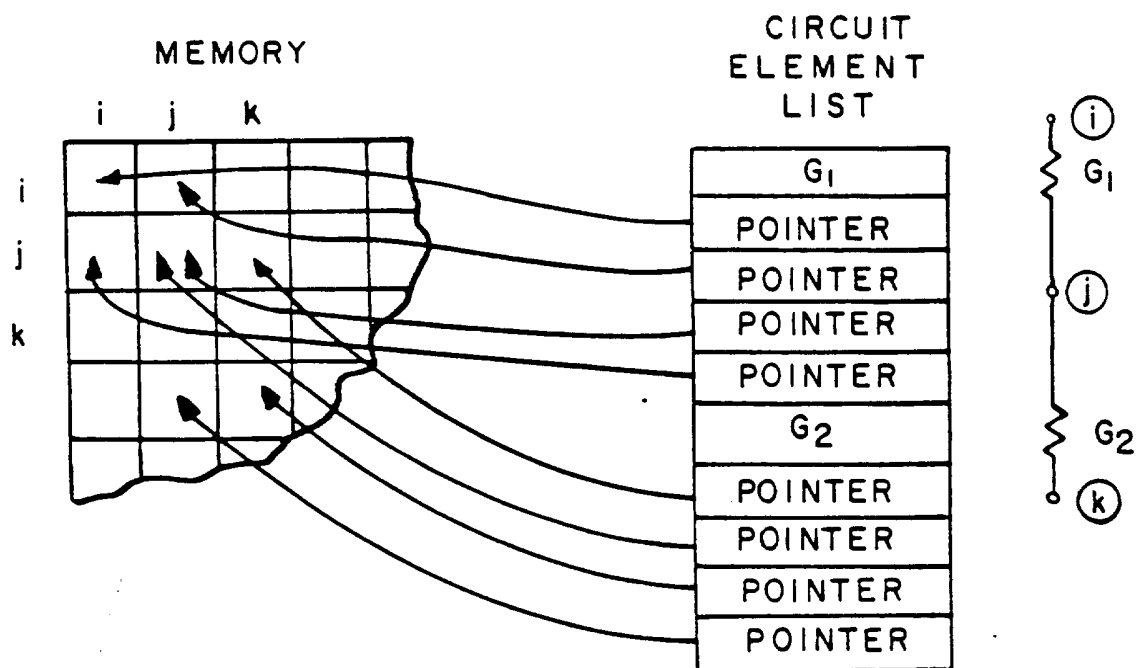 MEMORY
i j k
i
j
k
CIRCUIT
ELEMENT
LIST
G1
POINTER
POINTER
POINTER
POINTER
G2
POINTER
POINTER
POINTER
POINTER
i
G1
j
G2
k